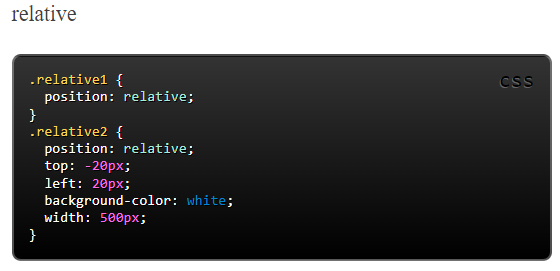 relative
css
.relative1 {
  position: relative;
}
.relative2 {
  position: relative;
  top: -20px;
  left: 20px;
  background-color: white;
  width: 500px;
}